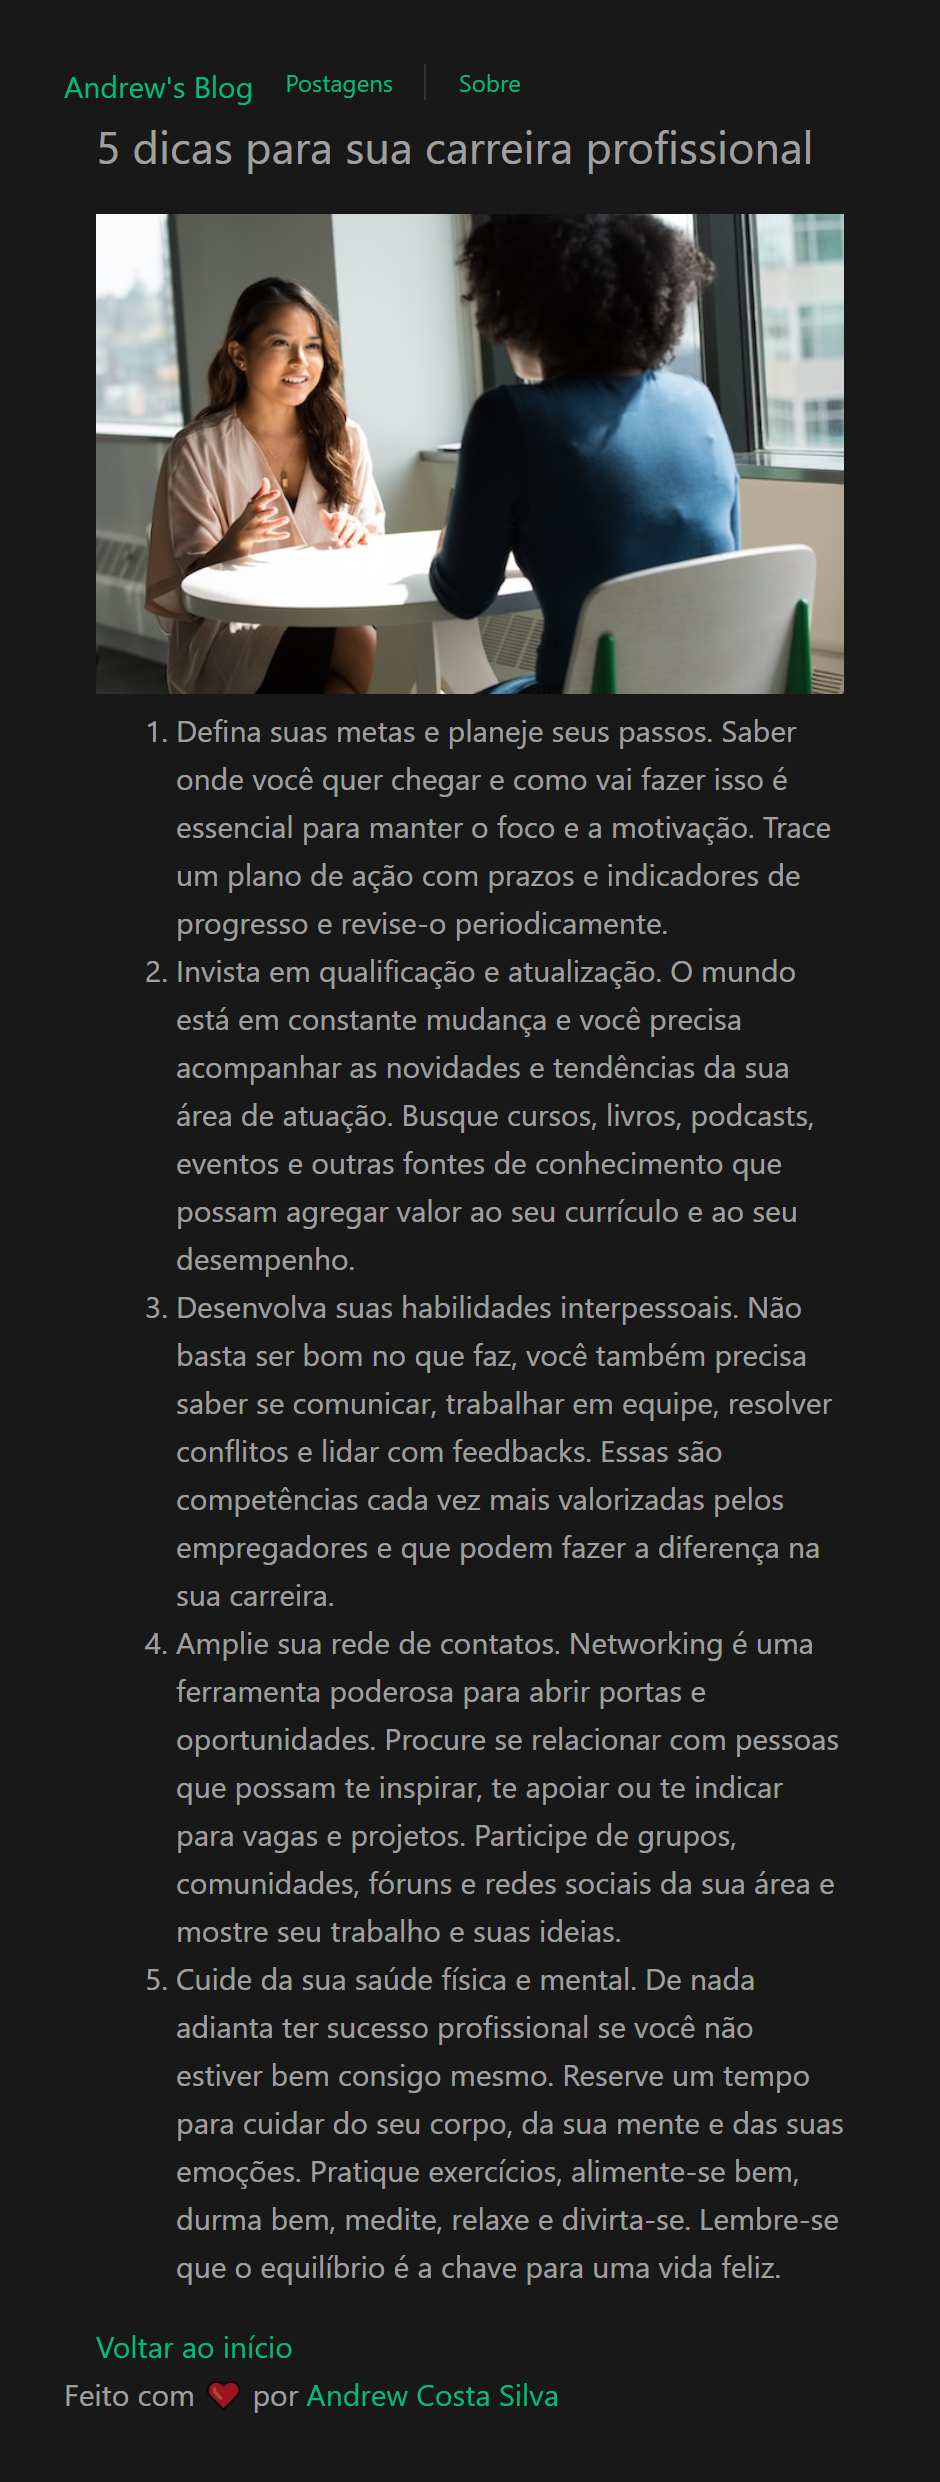 Andrew's Blog
Postagens
Sobre
5 dicas para sua carreira profissional
1. Defina suas metas e planeje seus passos. Saber
onde você quer chegar e como vai fazer isso é
essencial para manter o foco e a motivação. Trace
um plano de ação com prazos e indicadores de
progresso e revise-o periodicamente.
2. Invista em qualificação e atualização. O mundo
está em constante mudança e você precisa
acompanhar as novidades e tendências da sua
área de atuação. Busque cursos, livros, podcasts,
eventos e outras fontes de conhecimento que
possam agregar valor ao seu currículo e ao seu
desempenho.
3. Desenvolva suas habilidades interpessoais. Não
basta ser bom no que faz, você também precisa
saber se comunicar, trabalhar em equipe, resolver
conflitos e lidar com feedbacks. Essas são
competências cada vez mais valorizadas pelos
empregadores e que podem fazer a diferença na
sua carreira.
4. Amplie sua rede de contatos. Networking é uma
ferramenta poderosa para abrir portas e
oportunidades. Procure se relacionar com pessoas
que possam te inspirar, te apoiar ou te indicar
para vagas e projetos. Participe de grupos,
comunidades, fóruns e redes sociais da sua área e
mostre seu trabalho e suas ideias.
5. Cuide da sua saúde física e mental. De nada
adianta ter sucesso profissional se você não
estiver bem consigo mesmo. Reserve um tempo
para cuidar do seu corpo, da sua mente e das suas
emoções. Pratique exercícios, alimente-se bem,
durma bem, medite, relaxe e divirta-se. Lembre-se
que o equilíbrio é a chave para uma vida feliz.
Voltar ao início
Feito com ❤ por Andrew Costa Silva